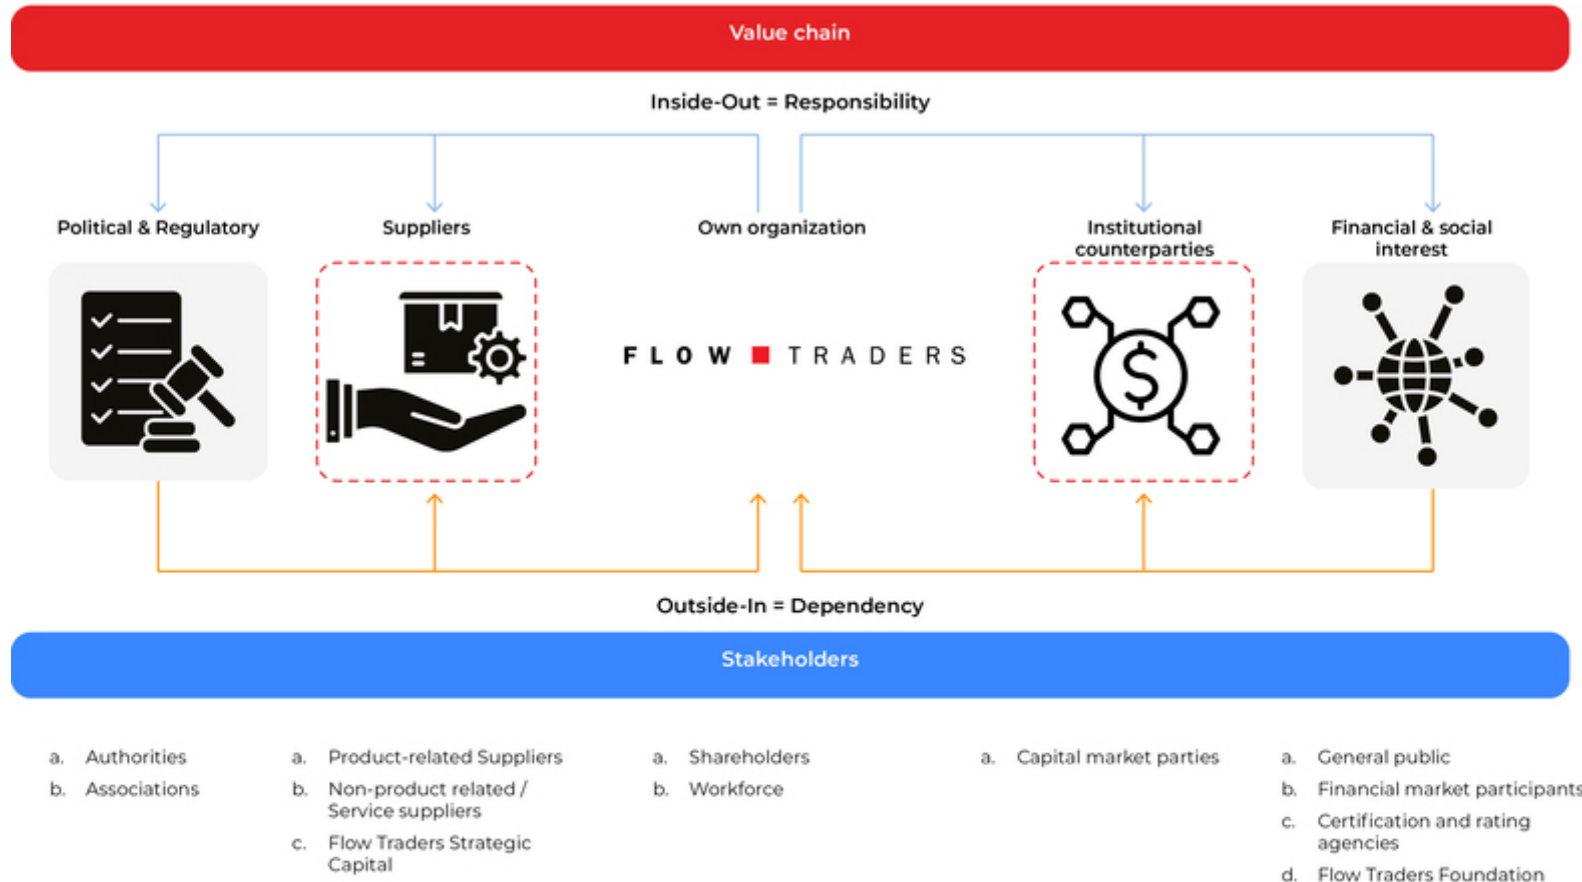 Value chain
Inside-Out = Responsibility
Political & Regulatory
Suppliers
Own organization
Institutional
counterparties
Financial & social
interest
FLOW TRADERS
$
Outside-In = Dependency
Stakeholders
a. Authorities
b. Associations
a. Product-related Suppliers
b. Non-product related /
Service suppliers
c. Flow Traders Strategic
Capital
a. Shareholders
b. Workforce
a. Capital market parties
a. General public
b. Financial market participants
c. Certification and rating
agencies
d. Flow Traders Foundation